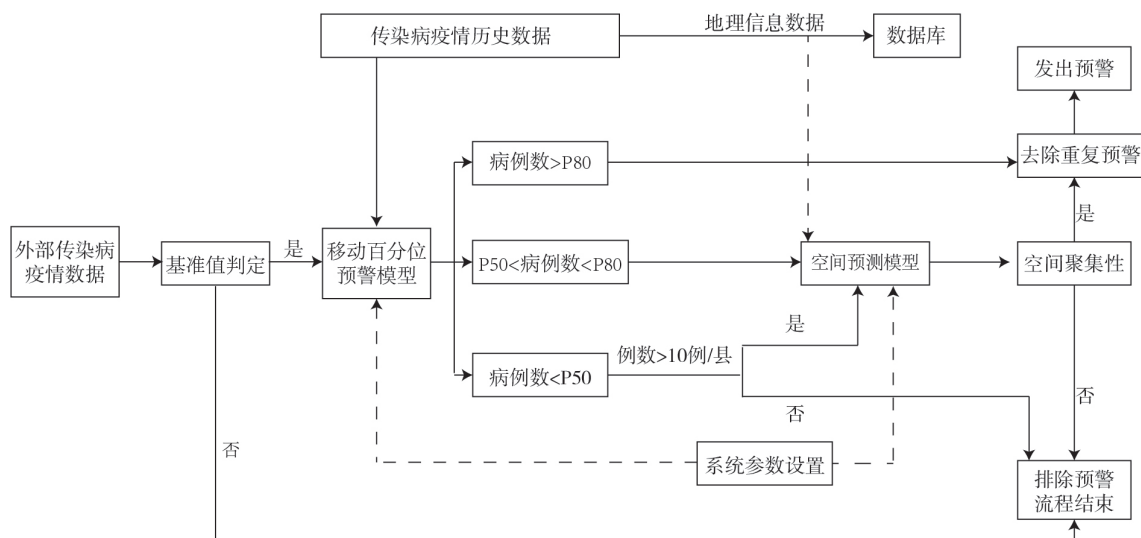 地理信息数据
传染病疫情历史数据
数据库
发出预警
病例数>P80
去除重复预警
是
外部传染病
疫情数据
基准值判定
是
移动百分位
预警模型
P50<病例数<P80
空间预测模型
空间聚集性
是
例数>10例/县
病例数<P50
否
否
否
系统参数设置
排除预警
流程结束